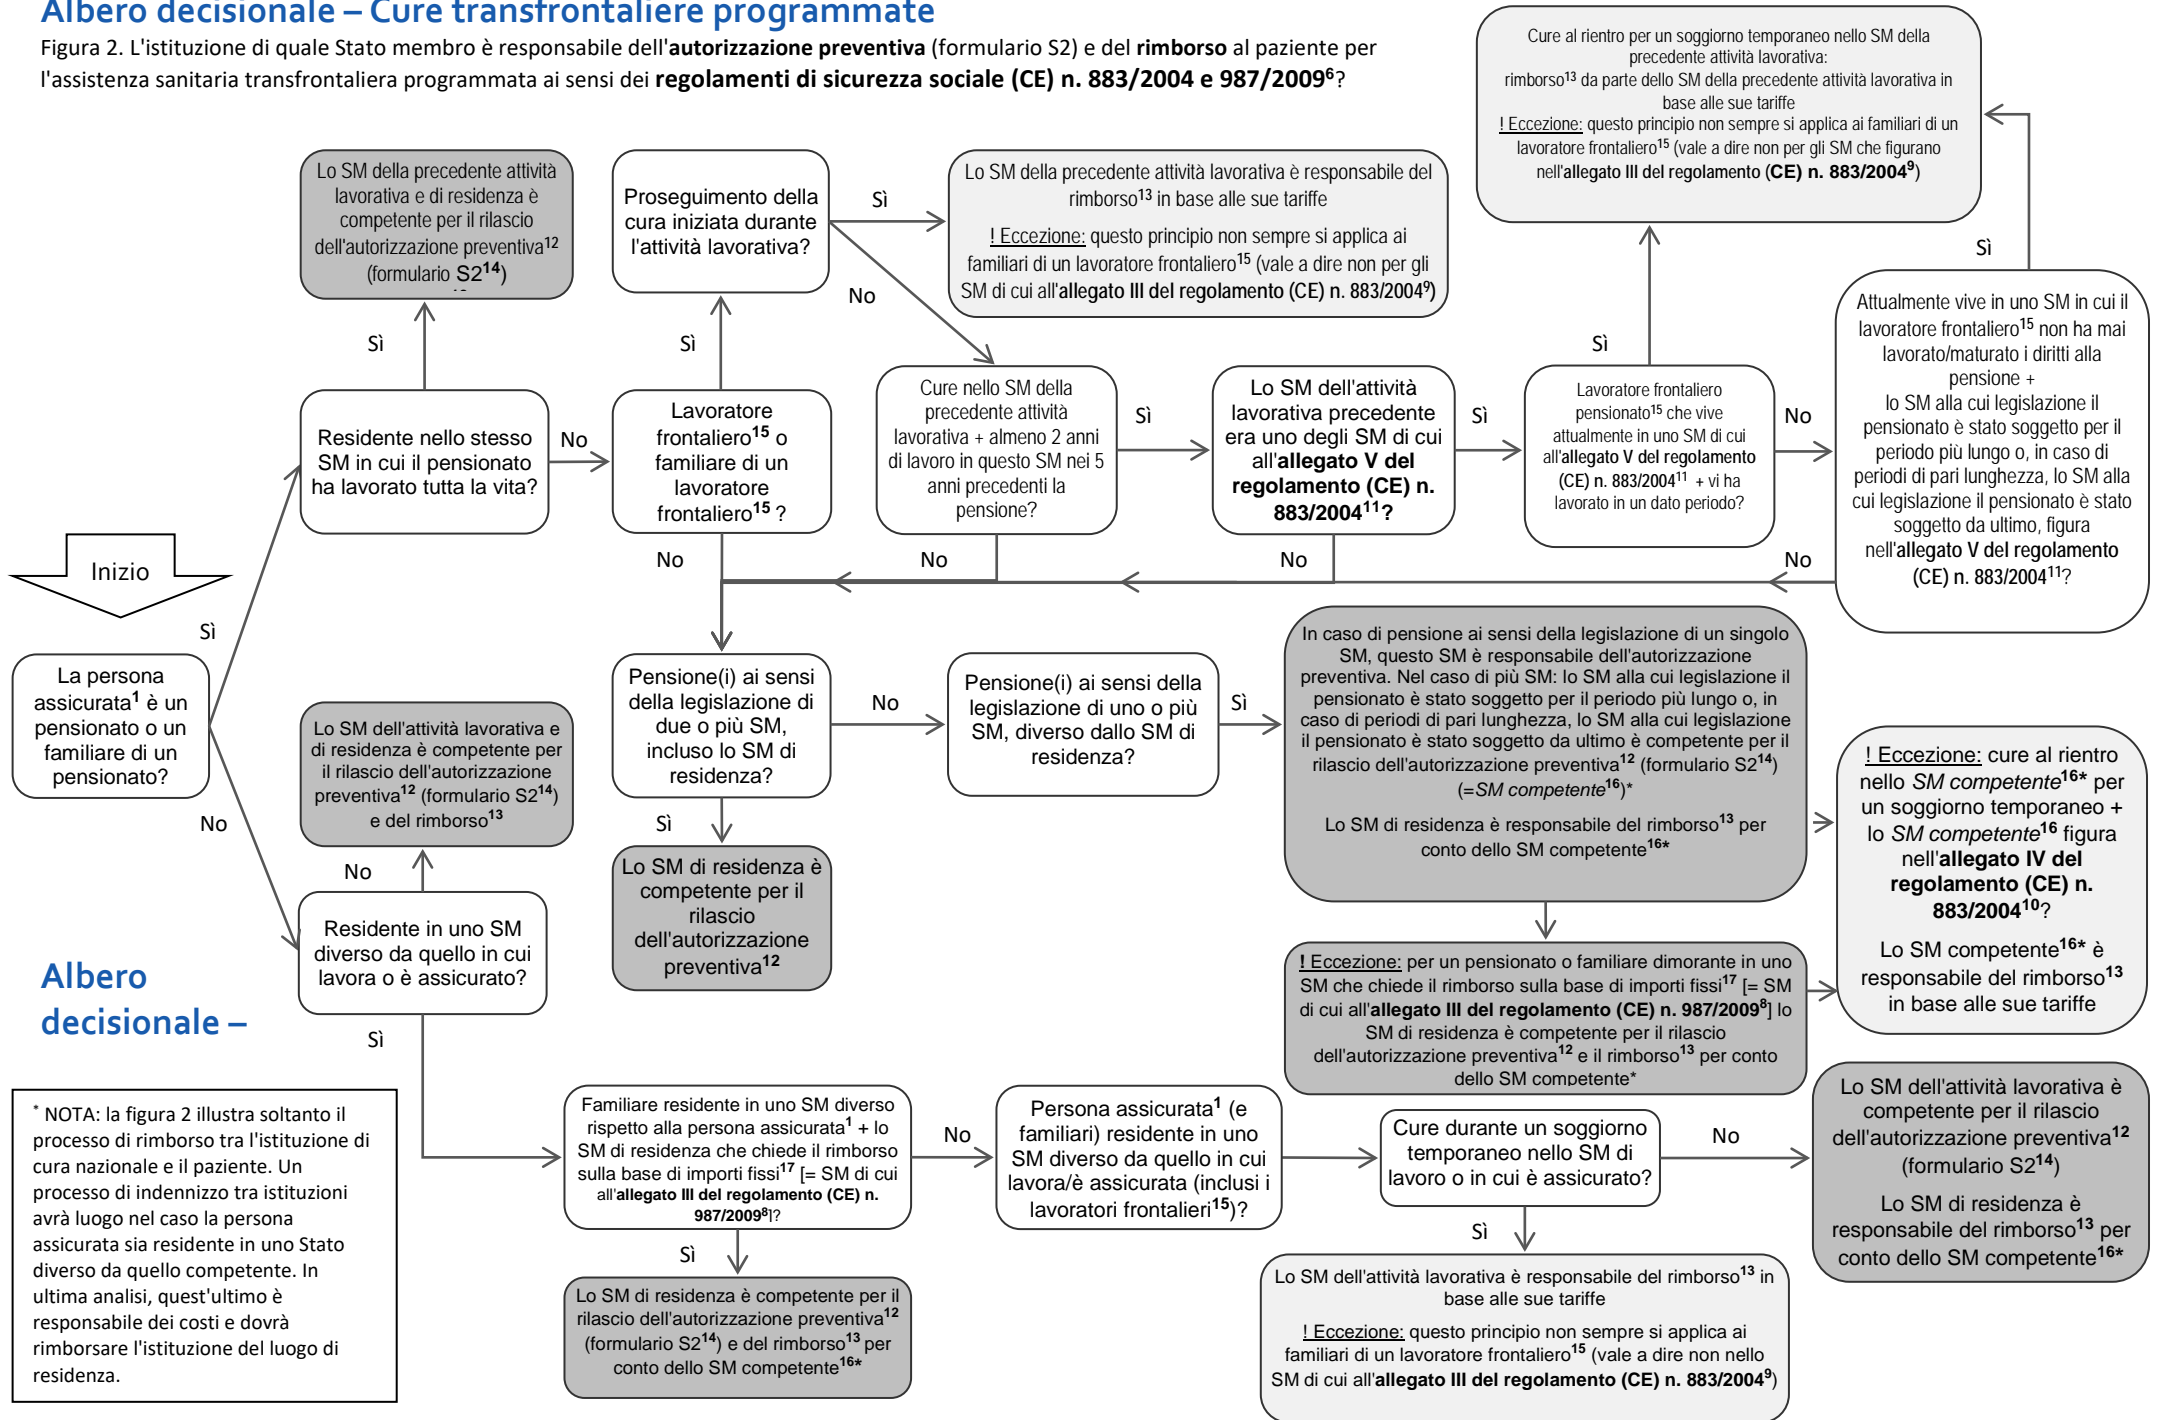 Albero decisionale – Cure transfrontaliere programmate
Figura 2. L'istituzione di quale Stato membro è responsabile dell'autorizzazione preventiva (formulario S2) e del rimborso al paziente per
l'assistenza sanitaria transfrontaliera programmata ai sensi dei regolamenti di sicurezza sociale (CE) n. 883/2004 e 987/2009⁶?
Cure al rientro per un soggiorno temporaneo nello SM della
precedente attività lavorativa:
rimborso¹³ da parte dello SM della precedente attività lavorativa in
base alle sue tariffe
! Eccezione: questo principio non sempre si applica ai familiari di un
lavoratore frontaliero¹⁵ (vale a dire non per gli SM che figurano
nell'allegato III del regolamento (CE) n. 883/2004⁹)
Lo SM della precedente attività
lavorativa e di residenza è
competente per il rilascio
dell'autorizzazione preventiva¹²
(formulario S2¹⁴)
Proseguimento della
cura iniziata durante
l'attività lavorativa?
Sì
No
Lo SM della precedente attività lavorativa è responsabile del
rimborso¹³ in base alle sue tariffe
! Eccezione: questo principio non sempre si applica ai
familiari di un lavoratore frontaliero¹⁵ (vale a dire non per gli
SM di cui all'allegato III del regolamento (CE) n. 883/2004⁹)
Sì
Sì
Sì
Sì
Residente nello stesso
SM in cui il pensionato
ha lavorato tutta la vita?
No
Lavoratore
frontaliero¹⁵ o
familiare di un
lavoratore
frontaliero¹⁵ ?
Cure nello SM della
precedente attività
lavorativa + almeno 2 anni
di lavoro in questo SM nei 5
anni precedenti la
pensione?
Sì
Lo SM dell'attività
lavorativa precedente
era uno degli SM di cui
all'allegato V del
regolamento (CE) n.
883/2004¹¹?
Sì
Lavoratore frontaliero
pensionato¹⁵ che vive
attualmente in uno SM di cui
all'allegato V del regolamento
(CE) n. 883/2004¹¹ + vi ha
lavorato in un dato periodo?
No
Attualmente vive in uno SM in cui il
lavoratore frontaliero¹⁵ non ha mai
lavorato/maturato i diritti alla
pensione +
lo SM alla cui legislazione il
pensionato è stato soggetto per il
periodo più lungo o, in caso di
periodi di pari lunghezza, lo SM alla
cui legislazione il pensionato è stato
soggetto da ultimo, figura
nell'allegato V del regolamento
(CE) n. 883/2004¹¹?
No
No
No
No
Inizio
Sì
La persona
assicurata¹ è un
pensionato o un
familiare di un
pensionato?
No
Lo SM dell'attività lavorativa e
di residenza è competente per
il rilascio dell'autorizzazione
preventiva¹² (formulario S2¹⁴)
e del rimborso¹³
No
Residente in uno SM
diverso da quello in cui
lavora o è assicurato?
Sì
Pensione(i) ai sensi
della legislazione di
due o più SM,
incluso lo SM di
residenza?
No
Pensione(i) ai sensi della
legislazione di uno o più
SM, diverso dallo SM di
residenza?
Sì
Sì
Lo SM di residenza è
competente per il
rilascio
dell'autorizzazione
preventiva¹²
In caso di pensione ai sensi della legislazione di un singolo
SM, questo SM è responsabile dell'autorizzazione
preventiva. Nel caso di più SM: lo SM alla cui legislazione il
pensionato è stato soggetto per il periodo più lungo o, in
caso di periodi di pari lunghezza, lo SM alla cui legislazione
il pensionato è stato soggetto da ultimo è competente per il
rilascio dell'autorizzazione preventiva¹² (formulario S2¹⁴)
(=SM competente¹⁶)*
Lo SM di residenza è responsabile del rimborso¹³ per
conto dello SM competente¹⁶*
! Eccezione: cure al rientro
nello SM competente¹⁶* per
un soggiorno temporaneo +
lo SM competente¹⁶ figura
nell'allegato IV del
regolamento (CE) n.
883/2004¹⁰?
Lo SM competente¹⁶* è
responsabile del rimborso¹³
in base alle sue tariffe
! Eccezione: per un pensionato o familiare dimorante in uno
SM che chiede il rimborso sulla base di importi fissi¹⁷ [= SM
di cui all'allegato III del regolamento (CE) n. 987/2009⁸] lo
SM di residenza è competente per il rilascio
dell'autorizzazione preventiva¹² e il rimborso¹³ per conto
dello SM competente*
Albero
decisionale –
* NOTA: la figura 2 illustra soltanto il
processo di rimborso tra l'istituzione di
cura nazionale e il paziente. Un
processo di indennizzo tra istituzioni
avrà luogo nel caso la persona
assicurata sia residente in uno Stato
diverso da quello competente. In
ultima analisi, quest'ultimo è
responsabile dei costi e dovrà
rimborsare l'istituzione del luogo di
residenza.
Familiare residente in uno SM diverso
rispetto alla persona assicurata¹ + lo
SM di residenza che chiede il rimborso
sulla base di importi fissi¹⁷ [= SM di cui
all'allegato III del regolamento (CE) n.
987/2009⁸]?
No
Sì
Lo SM di residenza è competente per il
rilascio dell'autorizzazione preventiva¹²
(formulario S2¹⁴) e del rimborso¹³ per
conto dello SM competente¹⁶*
Persona assicurata¹ (e
familiari) residente in uno
SM diverso da quello in cui
lavora/è assicurata (inclusi i
lavoratori frontalieri¹⁵)?
Cure durante un soggiorno
temporaneo nello SM di
lavoro o in cui è assicurato?
No
Sì
Lo SM dell'attività lavorativa è
competente per il rilascio
dell'autorizzazione preventiva¹²
(formulario S2¹⁴)
Lo SM di residenza è
responsabile del rimborso¹³ per
conto dello SM competente¹⁶*
Lo SM dell'attività lavorativa è responsabile del rimborso¹³ in
base alle sue tariffe
! Eccezione: questo principio non sempre si applica ai
familiari di un lavoratore frontaliero¹⁵ (vale a dire non nello
SM di cui all'allegato III del regolamento (CE) n. 883/2004⁹)